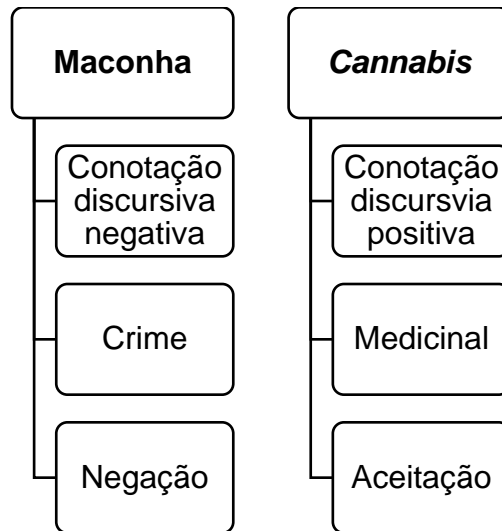 Maconha
Conotação
discursiva
negativa
Crime
Negação
Cannabis
Conotação
discursvia
positiva
Medicinal
Aceitação